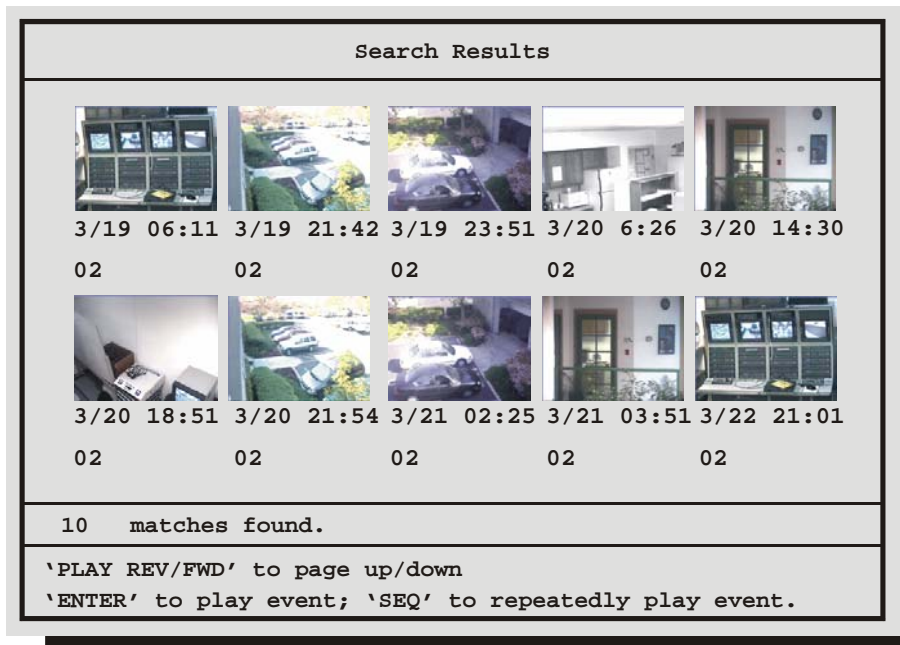 Search Results
3/19 06:11 3/19 21:42 3/19 23:51 3/20 6:26 3/20 14:30
02 02 02 02 02
3/20 18:51 3/20 21:54 3/21 02:25 3/21 03:51 3/22 21:01
02 02 02 02 02
10 matches found.
‘PLAY REV/FWD’ to page up/down
‘ENTER’ to play event; ‘SEQ’ to repeatedly play event.